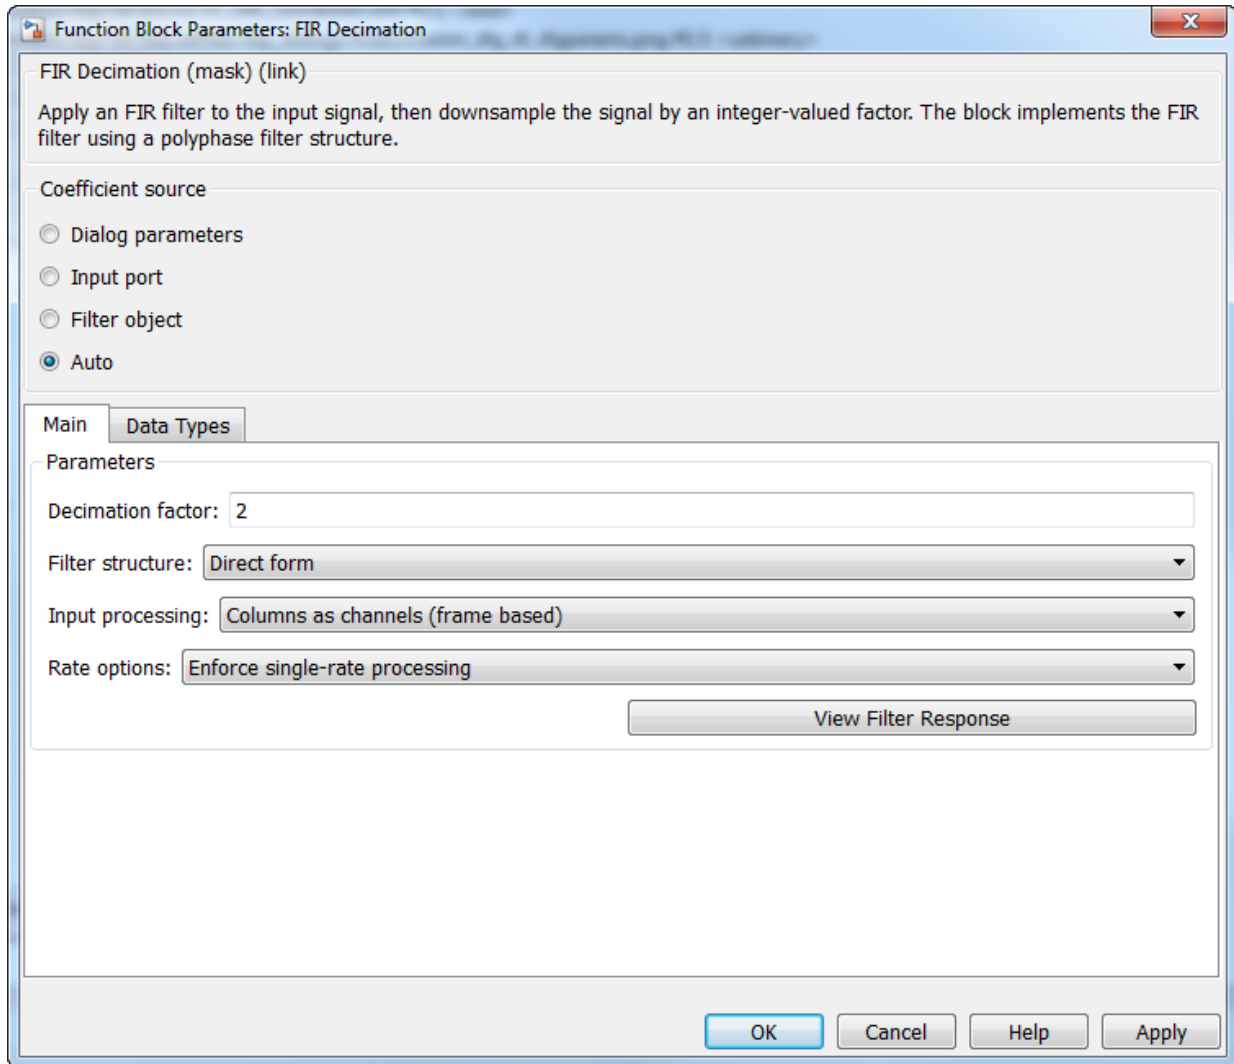 Function Block Parameters: FIR Decimation
FIR Decimation (mask) (link)
Apply an FIR filter to the input signal, then downsample the signal by an integer-valued factor. The block implements the FIR
filter using a polyphase filter structure.
Coefficient source
Dialog parameters
Input port
Filter object
Auto
Main Data Types
Parameters
Decimation factor: 2
Filter structure: Direct form
Input processing: Columns as channels (frame based)
Rate options: Enforce single-rate processing
View Filter Response
OK Cancel Help Apply